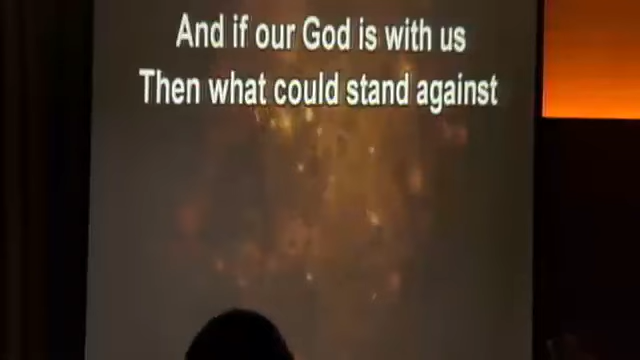 And if our God is with us
Then what could stand against